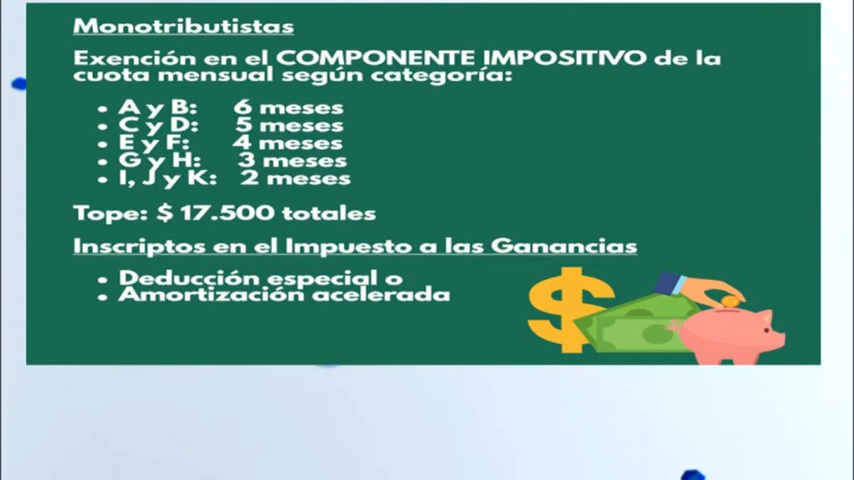 Monotributistas
Exención en el COMPONENTE IMPOSITIVO de la
cuota mensual según categoría:
• A y B: 6 meses
• C y D: 5 meses
• E y F: 4 meses
• G y H: 3 meses
• I, J y K: 2 meses
Tope: $ 17.500 totales
Inscriptos en el Impuesto a las Ganancias
• Deducción especial o
• Amortización acelerada